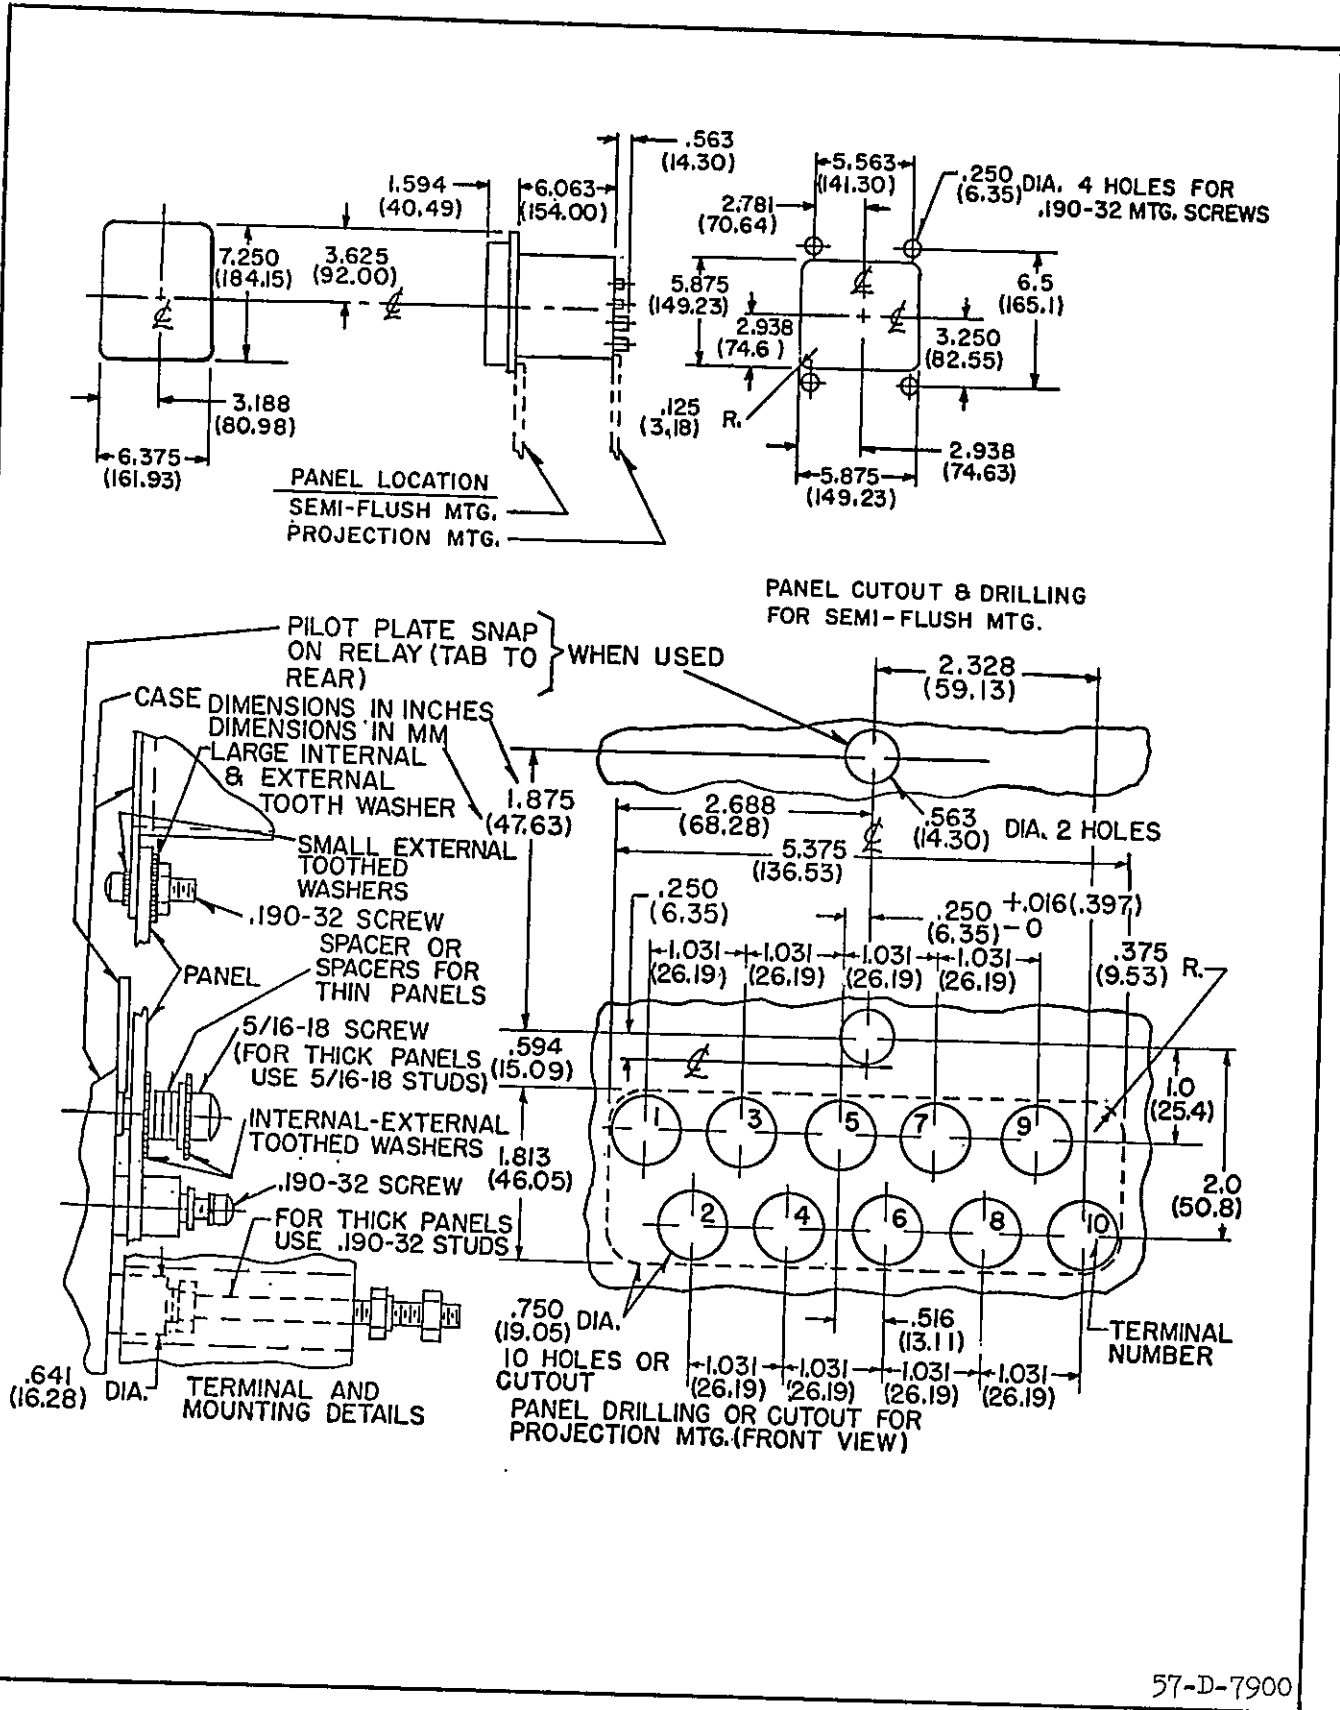 .563
(14.30)
1.594
(40.49)
6.063
(154.00)
5.563
(141.30)
.250
(6.35) DIA. 4 HOLES FOR
.190-32 MTG. SCREWS
2.781
(70.64)
7.250
(184.15)
3.625
(92.00)
℄
℄
5.875
(149.23)
2.938
(74.6 )
℄
℄
6.5
(165.1)
3.250
(82.55)
3.188
(80.98)
6.375
(161.93)
.125
(3.18) R.
2.938
(74.63)
5.875
(149.23)
PANEL LOCATION
SEMI-FLUSH MTG.
PROJECTION MTG.
PANEL CUTOUT & DRILLING
FOR SEMI-FLUSH MTG.
PILOT PLATE SNAP
ON RELAY (TAB TO
REAR)
WHEN USED
CASE
DIMENSIONS IN INCHES
DIMENSIONS IN MM
LARGE INTERNAL
& EXTERNAL
TOOTH WASHER
1.875
(47.63)
SMALL EXTERNAL
TOOTHED
WASHERS
.190-32 SCREW
PANEL
SPACER OR
SPACERS FOR
THIN PANELS
5/16-18 SCREW
(FOR THICK PANELS
USE 5/16-18 STUDS)
INTERNAL-EXTERNAL
TOOTHED WASHERS
.190-32 SCREW
FOR THICK PANELS
USE .190-32 STUDS
.641
(16.28) DIA.
TERMINAL AND
MOUNTING DETAILS
2.328
(59.13)
2.688
(68.28)
℄
.563
(14.30) DIA. 2 HOLES
5.375
(136.53)
.250
(6.35)
.250
(6.35)
+.016(.397)
-0
1.031
(26.19)
1.031
(26.19)
1.031
(26.19)
1.031
(26.19)
.375
(9.53) R.
.594
(15.09)
℄
1.0
(25.4)
1 3 5 7 9
1.813
(46.05)
2.0
(50.8)
2 4 6 8 10
.750
(19.05) DIA.
10 HOLES OR
CUTOUT
.516
(13.11)
TERMINAL
NUMBER
1.031
(26.19)
1.031
(26.19)
1.031
(26.19)
1.031
(26.19)
PANEL DRILLING OR CUTOUT FOR
PROJECTION MTG. (FRONT VIEW)
57-D-7900